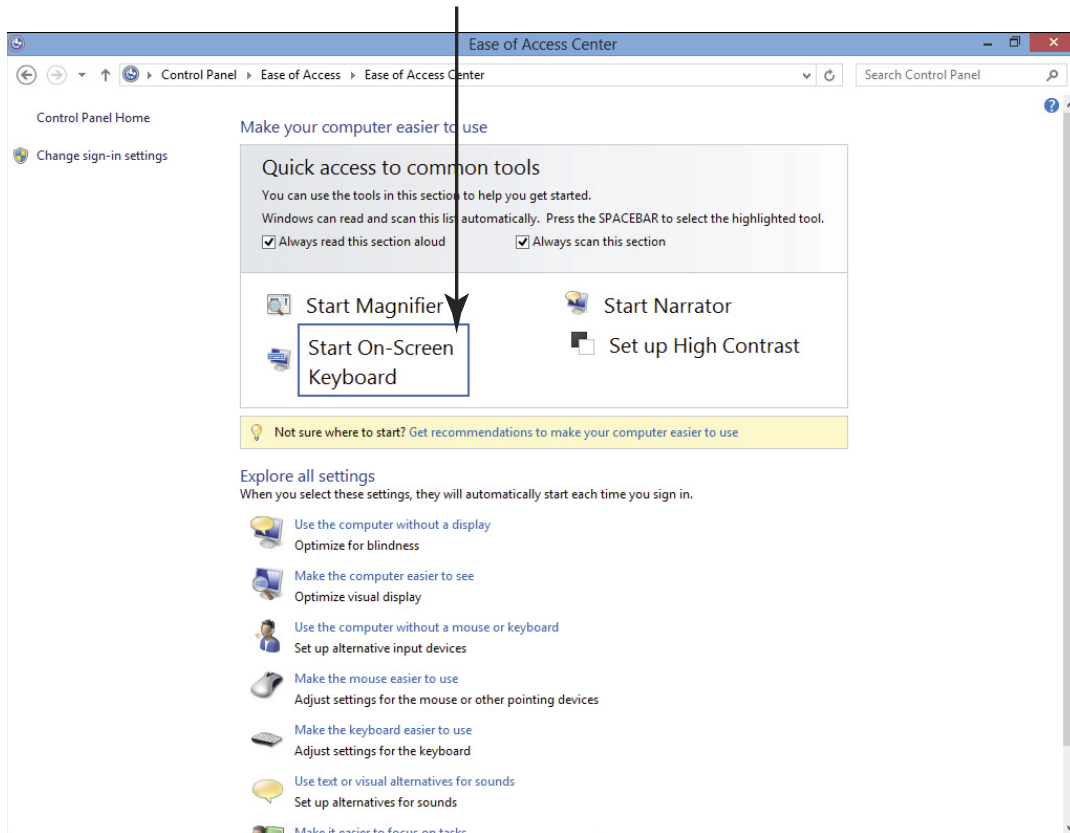 Ease of Access Center
Control Panel Ease of Access Ease of Access Center
Search Control Panel
Control Panel Home
Change sign-in settings
Make your computer easier to use
Quick access to common tools
You can use the tools in this section to help you get started.
Windows can read and scan this list automatically. Press the SPACEBAR to select the highlighted tool.
Always read this section aloud
Always scan this section
Start Magnifier
Start Narrator
Start On-Screen
Keyboard
Set up High Contrast
Not sure where to start? Get recommendations to make your computer easier to use
Explore all settings
When you select these settings, they will automatically start each time you sign in.
Use the computer without a display
Optimize for blindness
Make the computer easier to see
Optimize visual display
Use the computer without a mouse or keyboard
Set up alternative input devices
Make the mouse easier to use
Adjust settings for the mouse or other pointing devices
Make the keyboard easier to use
Adjust settings for the keyboard
Use text or visual alternatives for sounds
Set up alternatives for sounds
Make it easier to focus on tasks